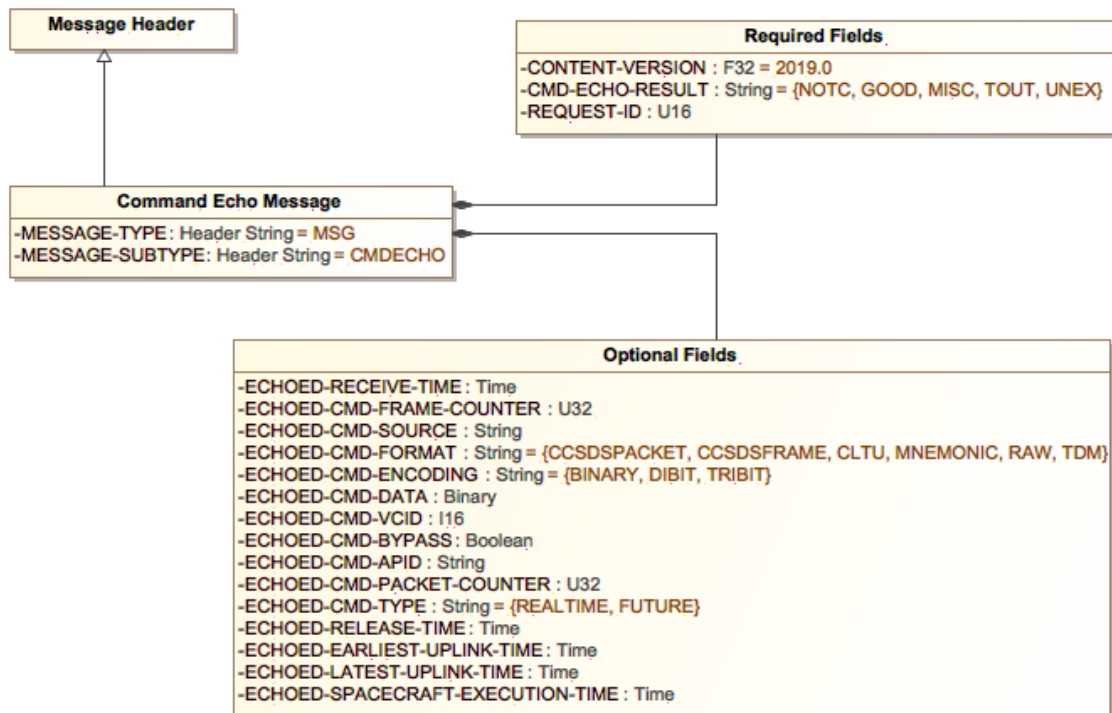 Message Header
Required Fields
-CONTENT-VERSION : F32 = 2019.0
-CMD-ECHO-RESULT : String = {NOTC, GOOD, MISC, TOUT, UNEX}
-REQUEST-ID : U16
Command Echo Message
-MESSAGE-TYPE: Header String = MSG
-MESSAGE-SUBTYPE: Header String = CMDECHO
Optional Fields
-ECHOED-RECEIVE-TIME : Time
-ECHOED-CMD-FRAME-COUNTER : U32
-ECHOED-CMD-SOURCE : String
-ECHOED-CMD-FORMAT : String = {CCSDSPACKET, CCSDSFRAME, CLTU, MNEMONIC, RAW, TDM}
-ECHOED-CMD-ENCODING : String = {BINARY, DIBIT, TRIBIT}
-ECHOED-CMD-DATA : Binary
-ECHOED-CMD-VCID : I16
-ECHOED-CMD-BYPASS : Boolean
-ECHOED-CMD-APID : String
-ECHOED-CMD-PACKET-COUNTER : U32
-ECHOED-CMD-TYPE : String = {REALTIME, FUTURE}
-ECHOED-RELEASE-TIME : Time
-ECHOED-EARLIEST-UPLINK-TIME : Time
-ECHOED-LATEST-UPLINK-TIME : Time
-ECHOED-SPACECRAFT-EXECUTION-TIME : Time